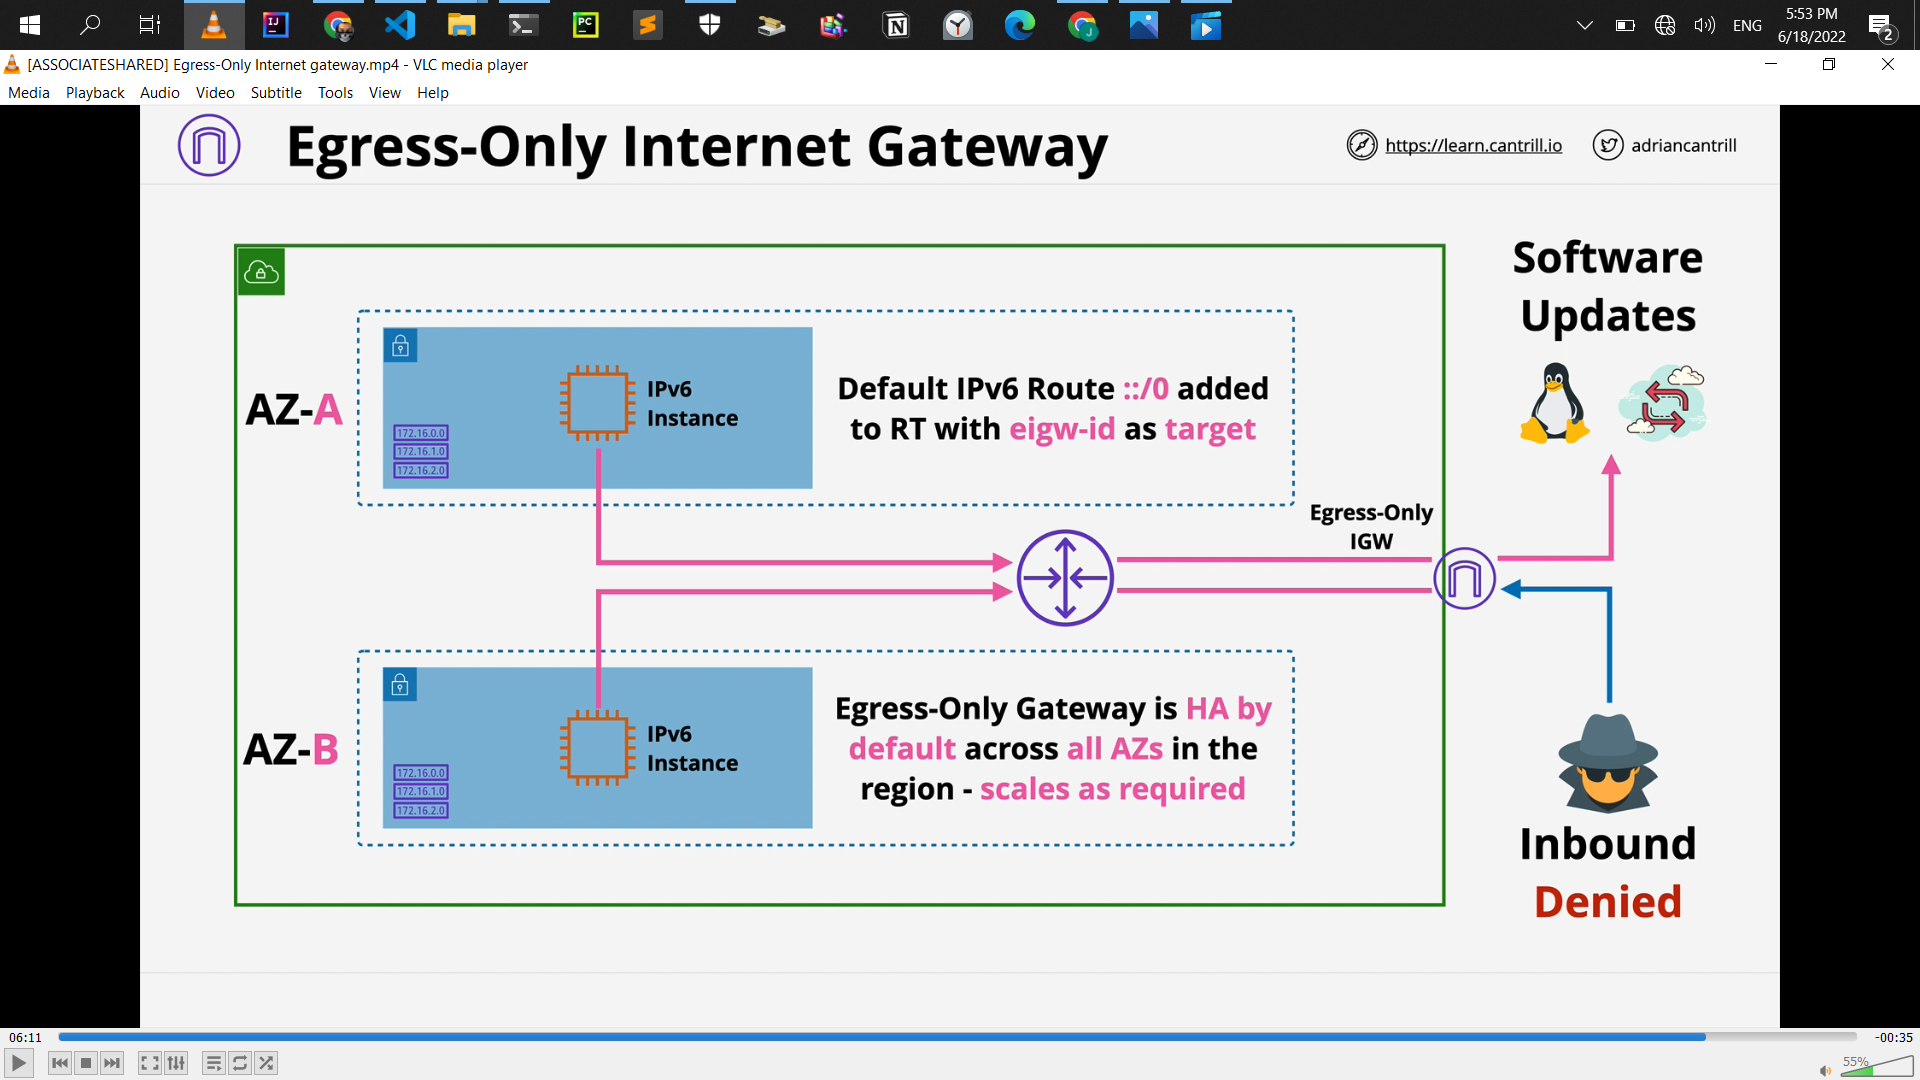 ENG
5:53 PM
6/18/2022
2
[ASSOCIATESHARED] Egress-Only Internet gateway.mp4 - VLC media player
Media Playback Audio Video Subtitle Tools View Help
Egress-Only Internet Gateway
https://learn.cantrill.io
adriancantrill
Software
Updates
AZ-A
IPv6
Instance
172.16.0.0
172.16.1.0
172.16.2.0
Default IPv6 Route ::/0 added
to RT with eigw-id as target
Egress-Only
IGW
AZ-B
IPv6
Instance
172.16.0.0
172.16.1.0
172.16.2.0
Egress-Only Gateway is HA by
default across all AZs in the
region - scales as required
Inbound
Denied
06:11
-00:35
55%